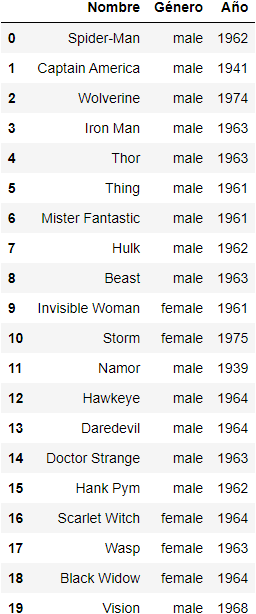 Nombre Género Año
0 Spider-Man male 1962
1 Captain America male 1941
2 Wolverine male 1974
3 Iron Man male 1963
4 Thor male 1963
5 Thing male 1961
6 Mister Fantastic male 1961
7 Hulk male 1962
8 Beast male 1963
9 Invisible Woman female 1961
10 Storm female 1975
11 Namor male 1939
12 Hawkeye male 1964
13 Daredevil male 1964
14 Doctor Strange male 1963
15 Hank Pym male 1962
16 Scarlet Witch female 1964
17 Wasp female 1963
18 Black Widow female 1964
19 Vision male 1968